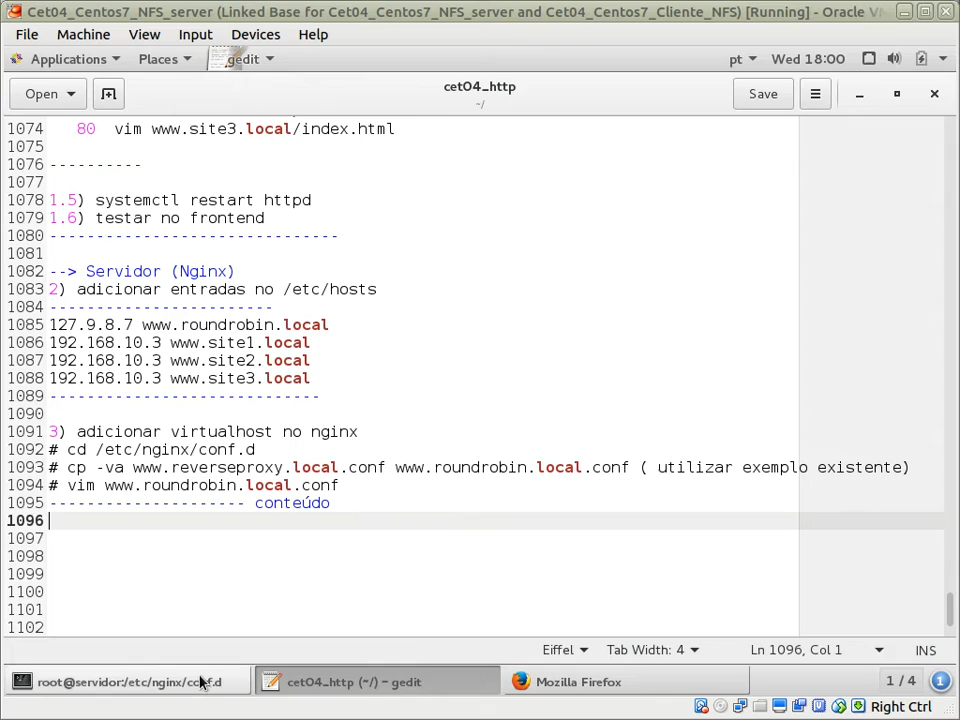 Cet04_Centos7_NFS_server (Linked Base for Cet04_Centos7_NFS_server and Cet04_Centos7_Cliente_NFS) [Running] - Oracle
File Machine View Input Devices Help
Applications Places gedit pt Wed 18:00
Open cet04_http Save
~/
1074 80 vim www.site3.local/index.html
1075
1076 ----------
1077
1078 1.5) systemctl restart httpd
1079 1.6) testar no frontend
1080 -------------------------------
1081
1082 --> Servidor (Nginx)
1083 2) adicionar entradas no /etc/hosts
1084 ------------------------
1085 127.9.8.7 www.roundrobin.local
1086 192.168.10.3 www.site1.local
1087 192.168.10.3 www.site2.local
1088 192.168.10.3 www.site3.local
1089 -----------------------------
1090
1091 3) adicionar virtualhost no nginx
1092 # cd /etc/nginx/conf.d
1093 # cp -va www.reverseproxy.local.conf www.roundrobin.local.conf ( utilizar exemplo existente)
1094 # vim www.roundrobin.local.conf
1095 --------------------- conteúdo
1096
1097
1098
1099
1100
1101
1102
Eiffel Tab Width: 4 Ln 1096, Col 1 INS
root@servidor:/etc/nginx/conf.d cet04_http (~/) - gedit Mozilla Firefox 1 / 4 1
Right Ctrl